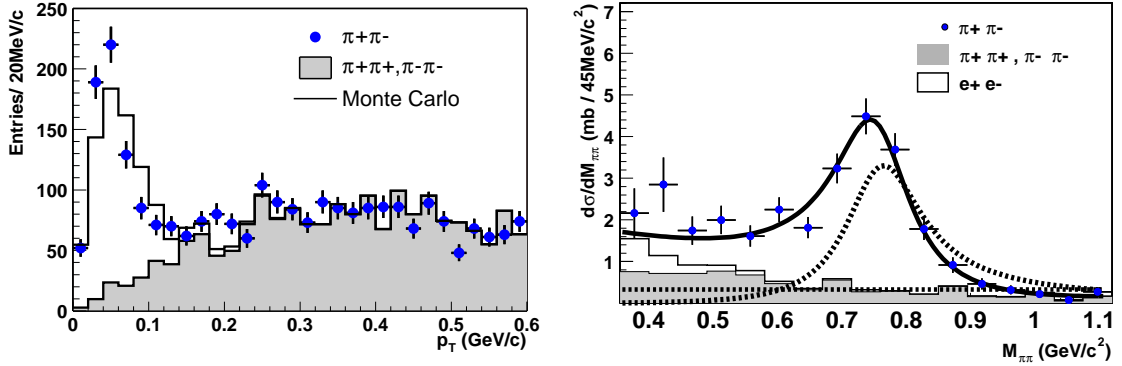 Entries/ 20MeV/c
250
200
150
100
50
0
π+π-
π+π+,π-π-
Monte Carlo
0 0.1 0.2 0.3 0.4 0.5 0.6
pT (GeV/c)
dσ/dMππ (mb / 45MeV/c²)
7
6
5
4
3
2
1
π+ π-
π+ π+ , π- π-
e+ e-
0.4 0.5 0.6 0.7 0.8 0.9 1 1.1
Mππ (GeV/c²)